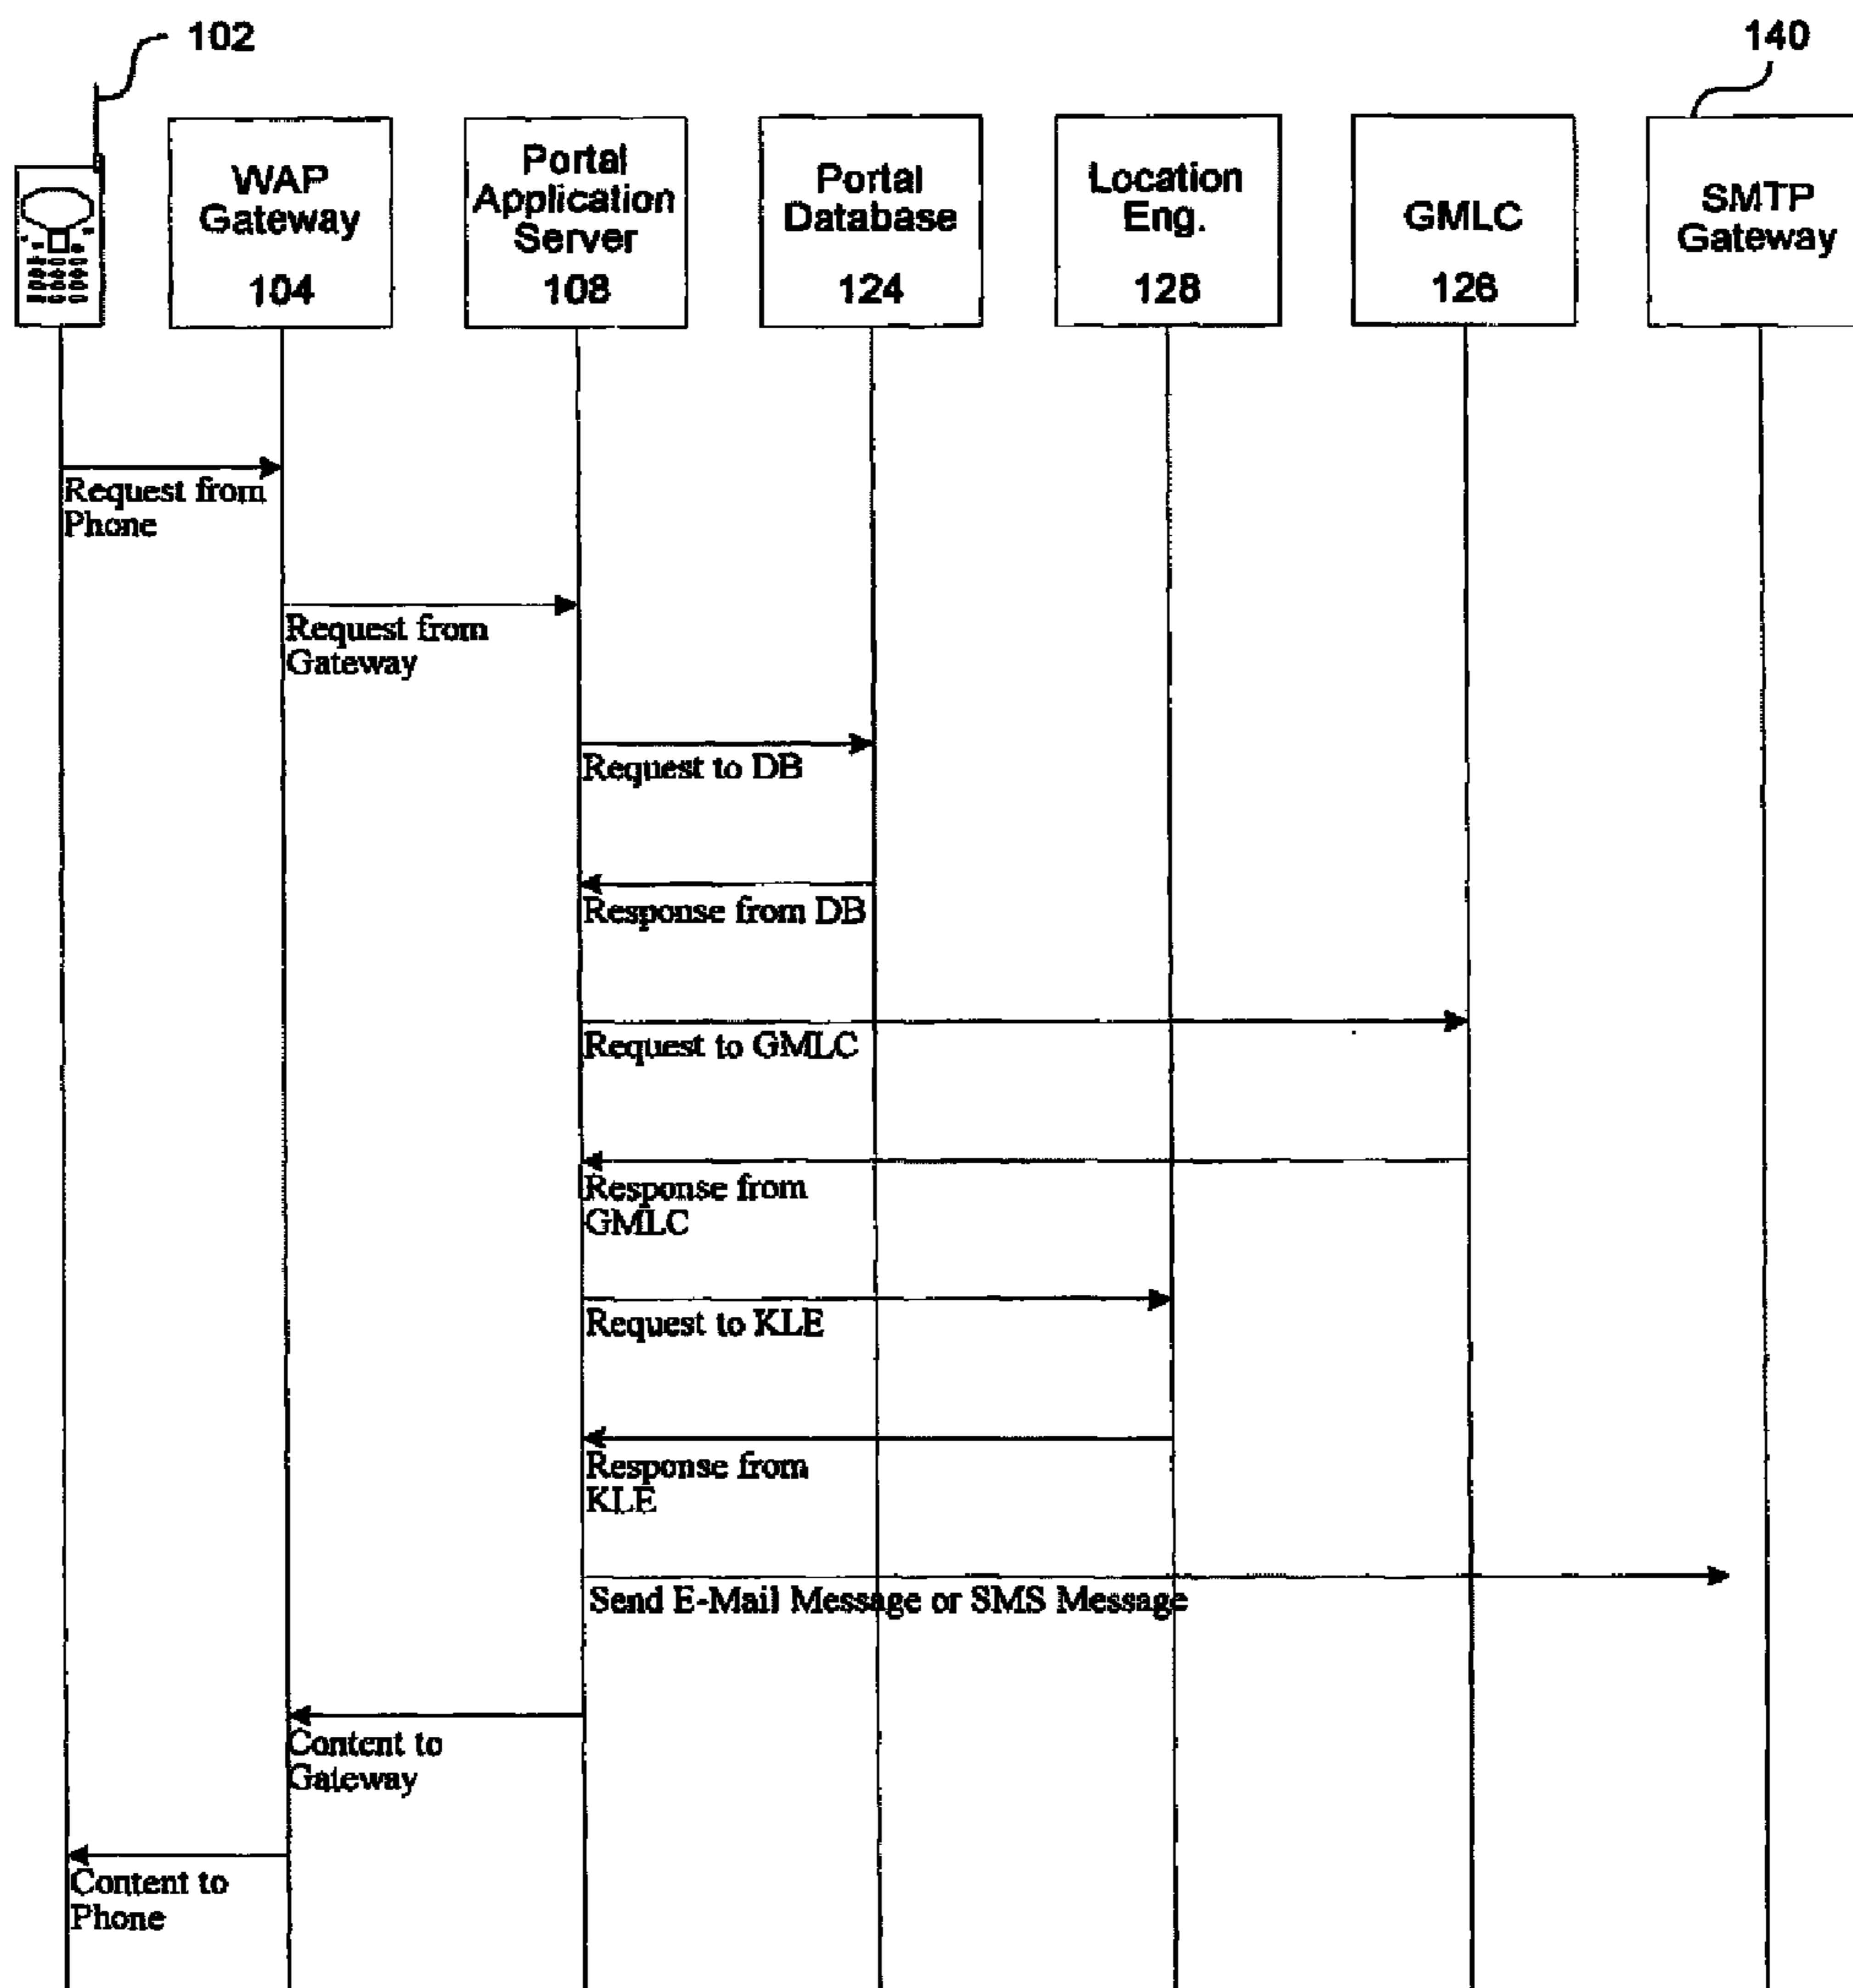 102
140
WAP
Gateway
104
Portal
Application
Server
108
Portal
Database
124
Location
Eng.
128
GMLC
126
SMTP
Gateway
Request from
Phone
Request from
Gateway
Request to DB
Response from DB
Request to GMLC
Response from
GMLC
Request to KLE
Response from
KLE
Send E-Mail Message or SMS Message
Content to
Gateway
Content to
Phone